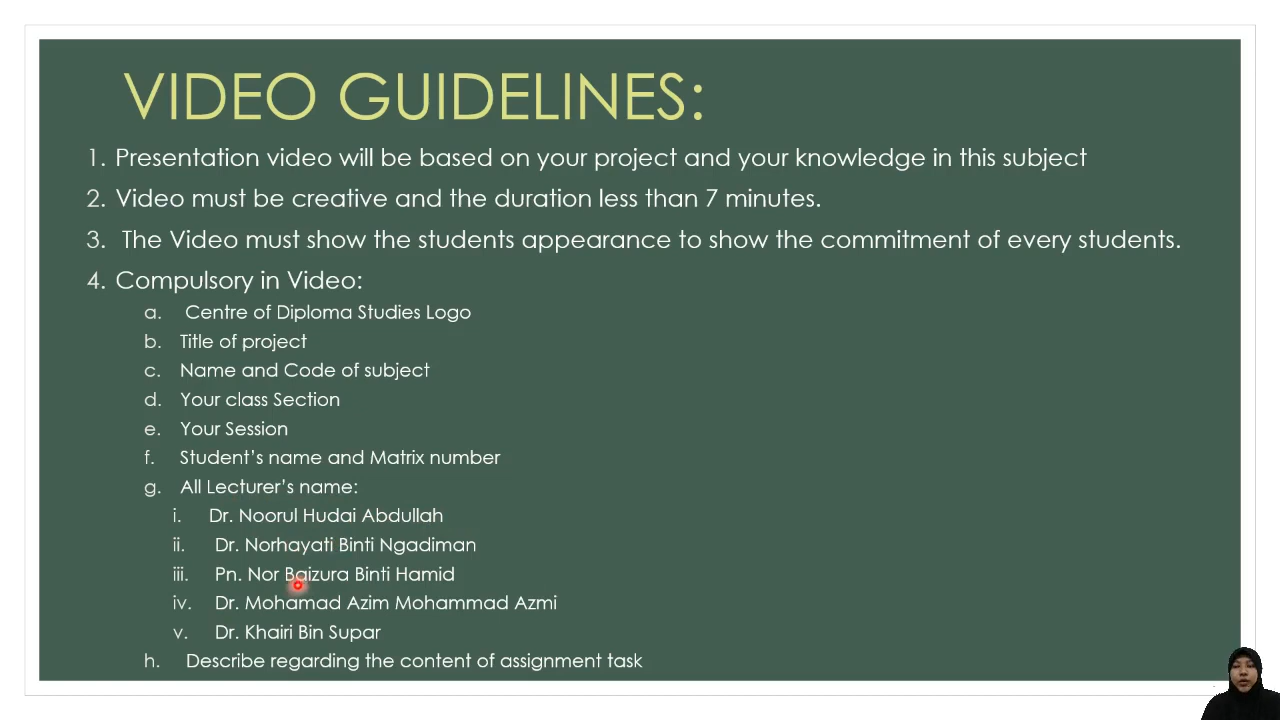 VIDEO GUIDELINES:
1. Presentation video will be based on your project and your knowledge in this subject
2. Video must be creative and the duration less than 7 minutes.
3. The Video must show the students appearance to show the commitment of every students.
4. Compulsory in Video:
a. Centre of Diploma Studies Logo
b. Title of project
c. Name and Code of subject
d. Your class Section
e. Your Session
f. Student's name and Matrix number
g. All Lecturer's name:
i. Dr. Noorul Hudai Abdullah
ii. Dr. Norhayati Binti Ngadiman
iii. Pn. Nor Baizura Binti Hamid
iv. Dr. Mohamad Azim Mohammad Azmi
v. Dr. Khairi Bin Supar
h. Describe regarding the content of assignment task